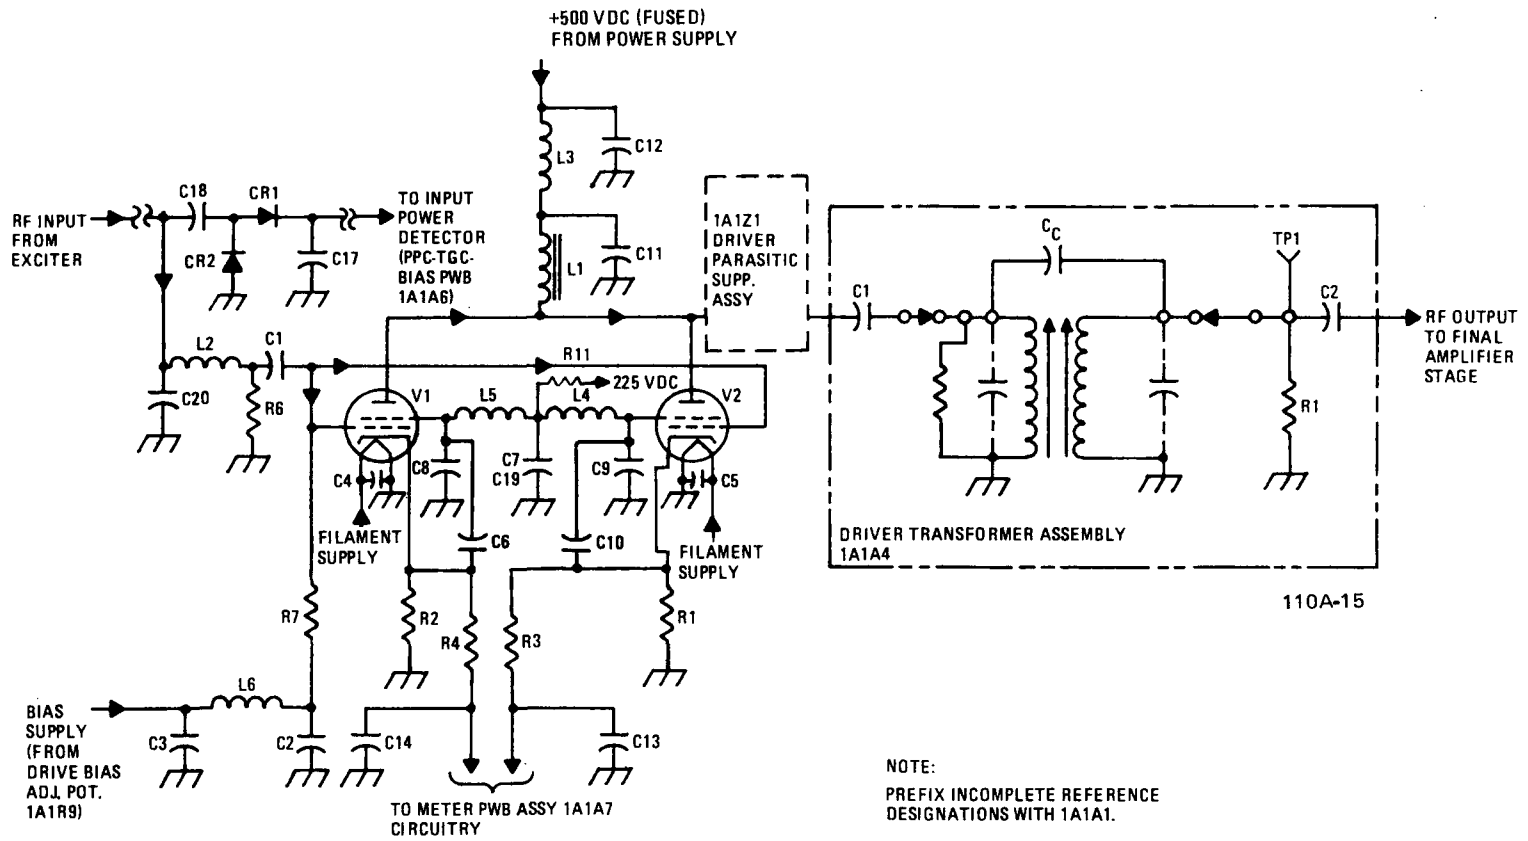 +500 VDC (FUSED)
FROM POWER SUPPLY
C12
L3
C18
CR1
TO INPUT
POWER
DETECTOR
(PPC-TGC-
BIAS PWB
1A1A6)
RF INPUT
FROM
EXCITER
CR2
C17
L1
C11
1A1Z1
DRIVER
PARASITIC
SUPP.
ASSY
CC
TP1
C1
C2
RF OUTPUT
TO FINAL
AMPLIFIER
STAGE
L2
C1
R11
225 VDC
C20
R6
V1
L5
L4
V2
R1
C8
C7
C19
C9
C4
C5
FILAMENT
SUPPLY
C6
C10
FILAMENT
SUPPLY
DRIVER TRANSFORMER ASSEMBLY
1A1A4
110A-15
R7
R2
R4
R3
R1
L6
BIAS
SUPPLY
(FROM
DRIVE BIAS
ADJ. POT.
1A1R9)
C3
C2
C14
C13
TO METER PWB ASSY 1A1A7
CIRCUITRY
NOTE:
PREFIX INCOMPLETE REFERENCE
DESIGNATIONS WITH 1A1A1.